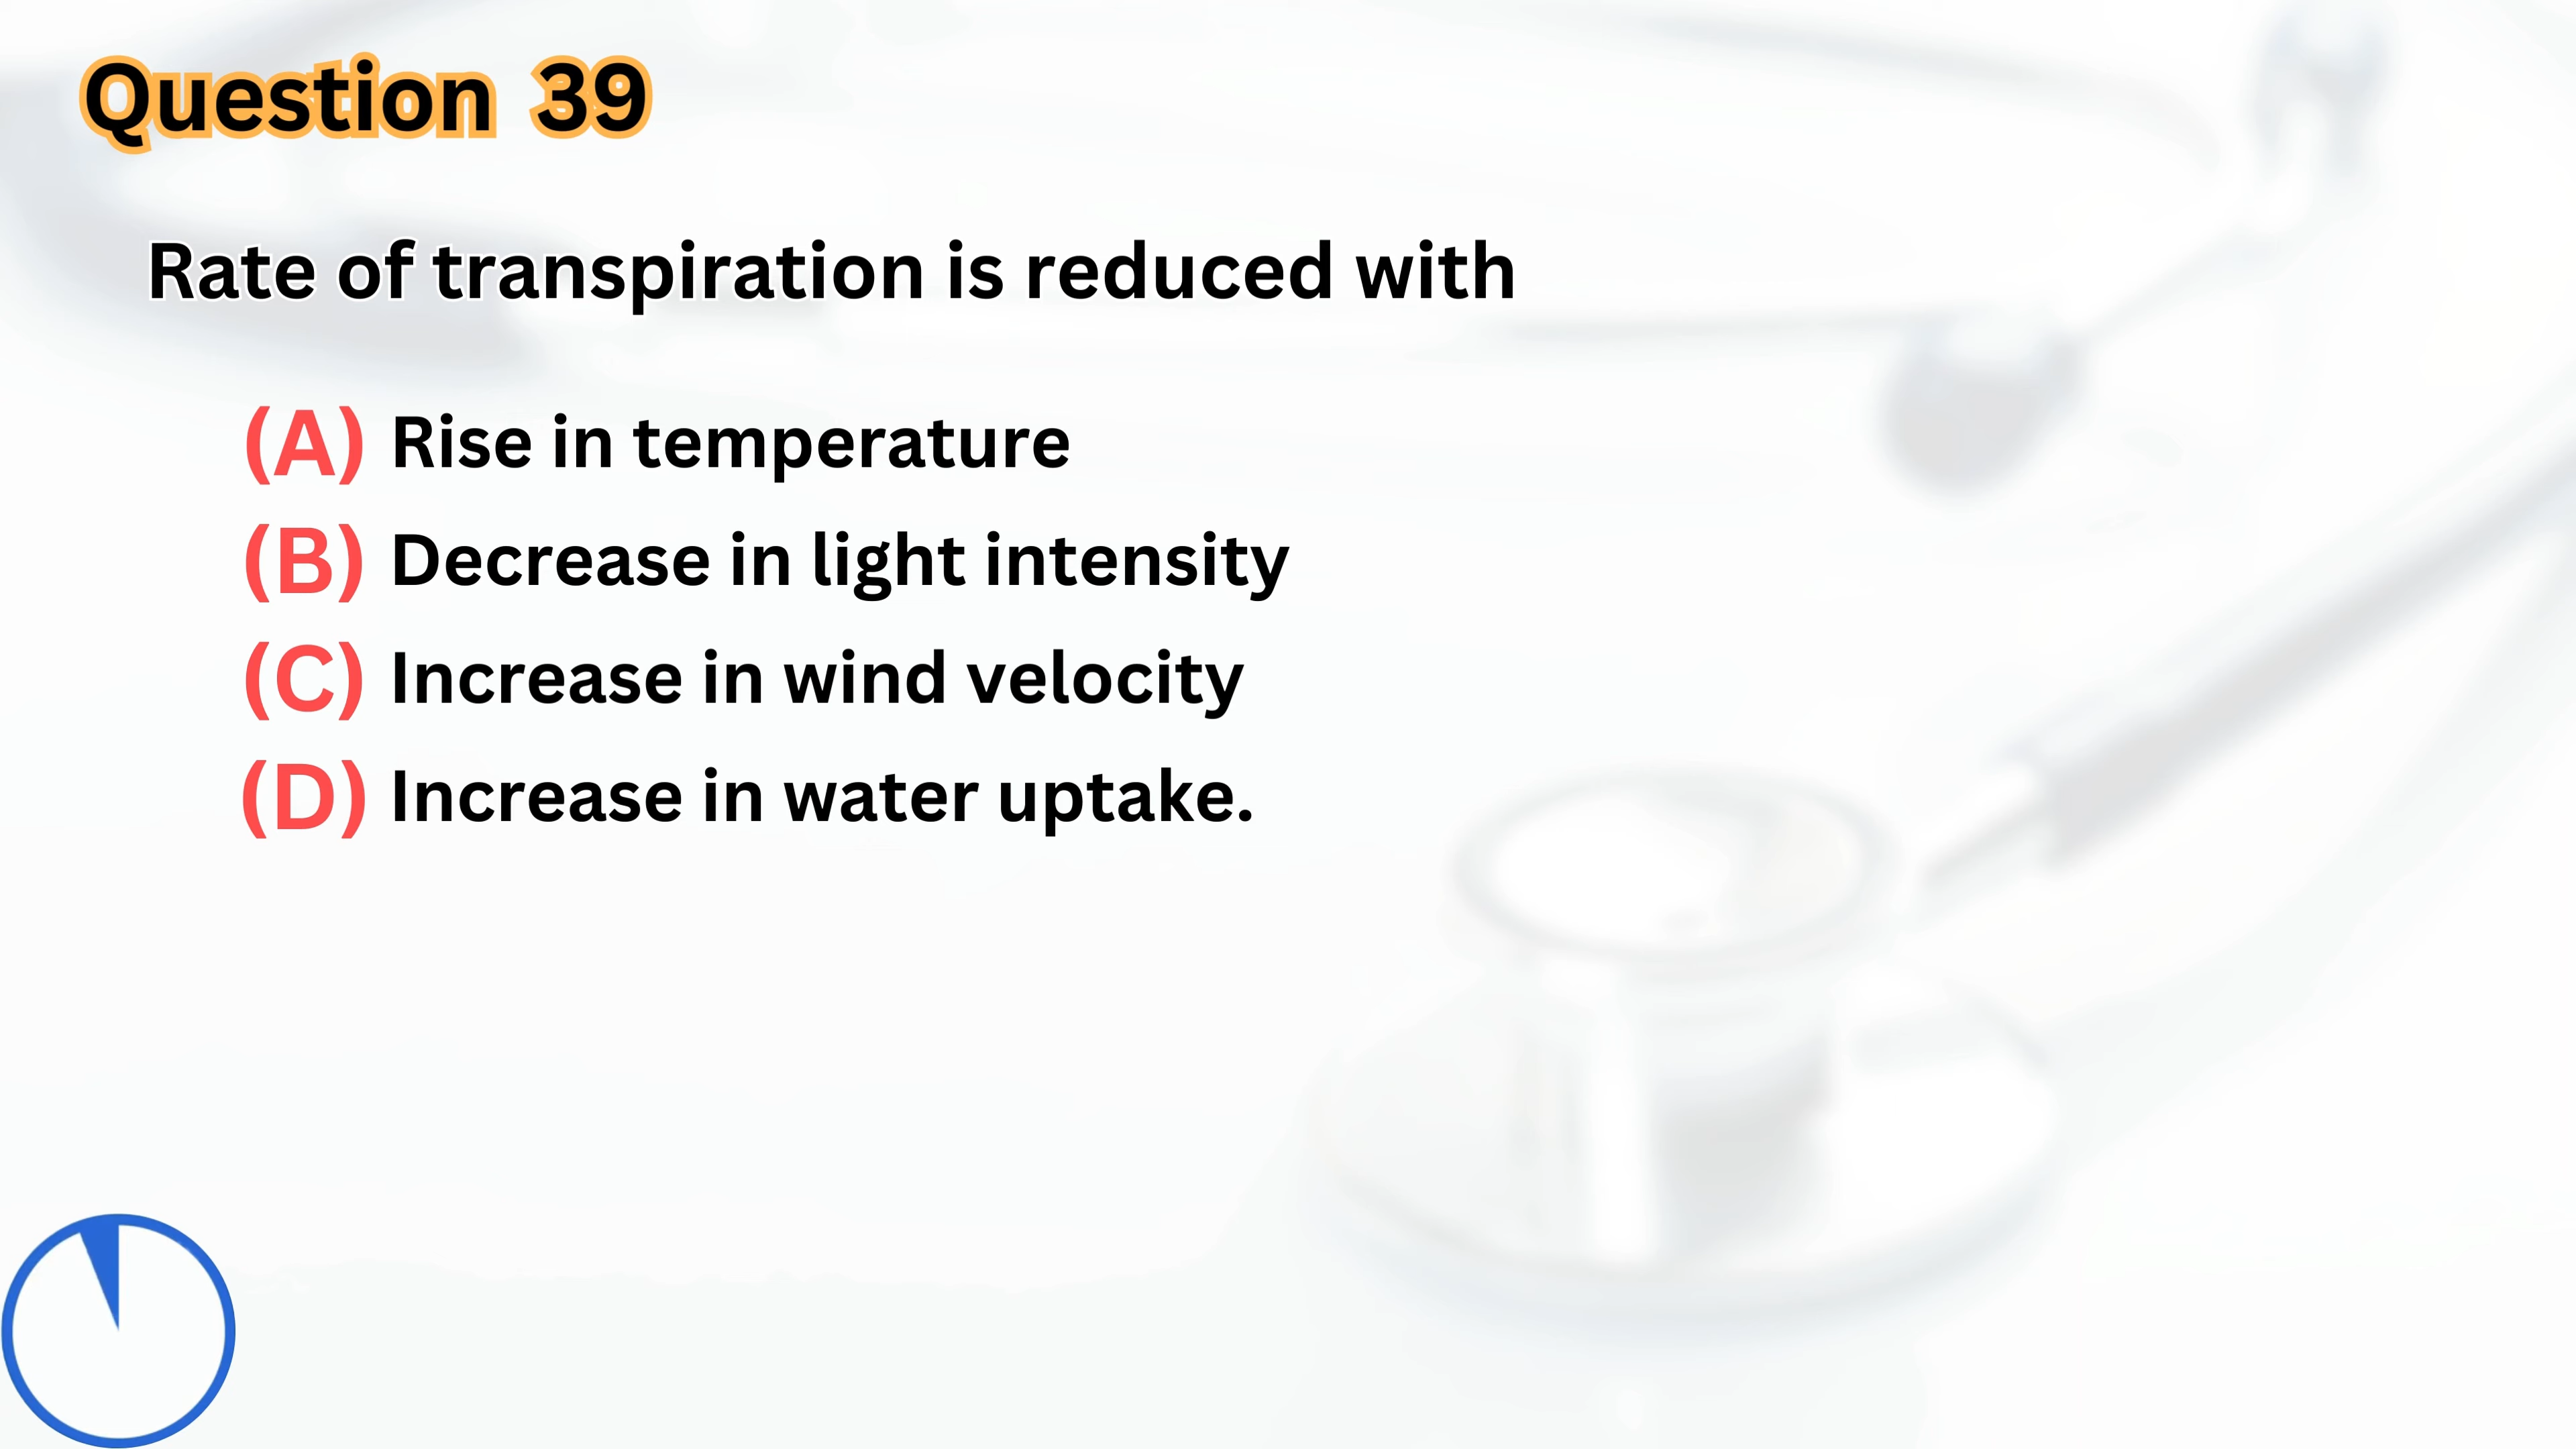 Question 39
Rate of transpiration is reduced with
(A) Rise in temperature
(B) Decrease in light intensity
(C) Increase in wind velocity
(D) Increase in water uptake.